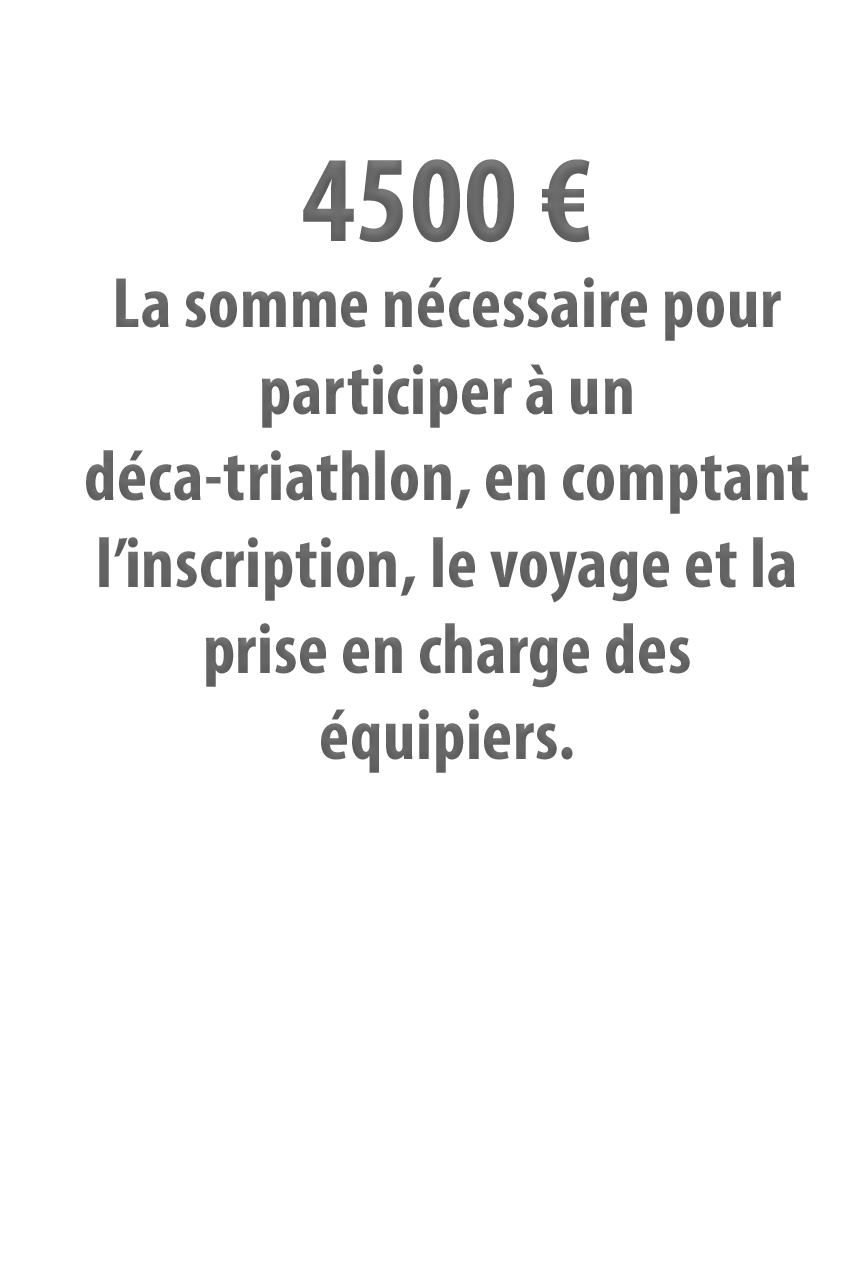 4500 €
La somme nécessaire pour
participer à un
déca-triathlon, en comptant
l’inscription, le voyage et la
prise en charge des
équipiers.